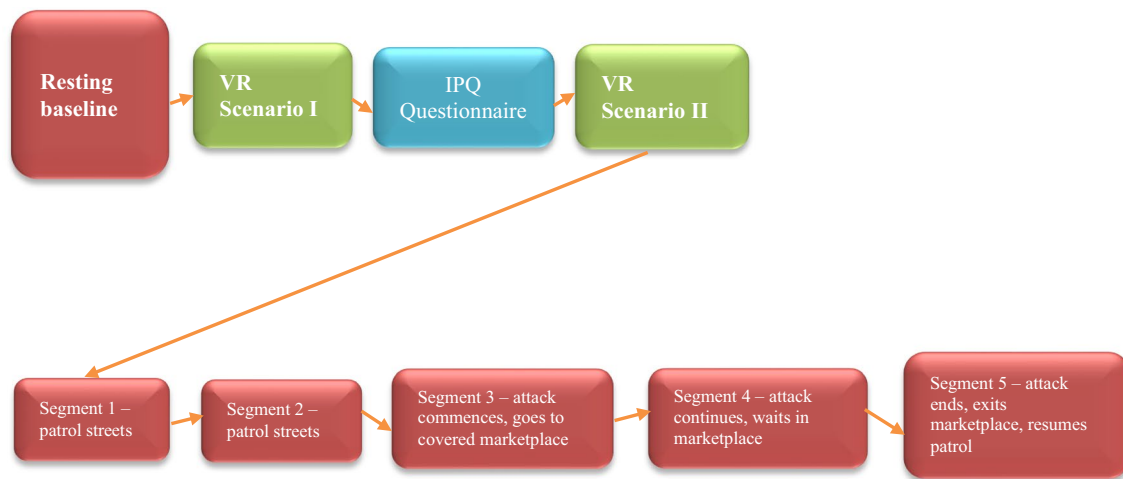 Resting
baseline
VR
Scenario I
IPQ
Questionnaire
VR
Scenario II
Segment 1 –
patrol streets
Segment 2 –
patrol streets
Segment 3 – attack
commences, goes to
covered marketplace
Segment 4 – attack
continues, waits in
marketplace
Segment 5 – attack
ends, exits
marketplace, resumes
patrol